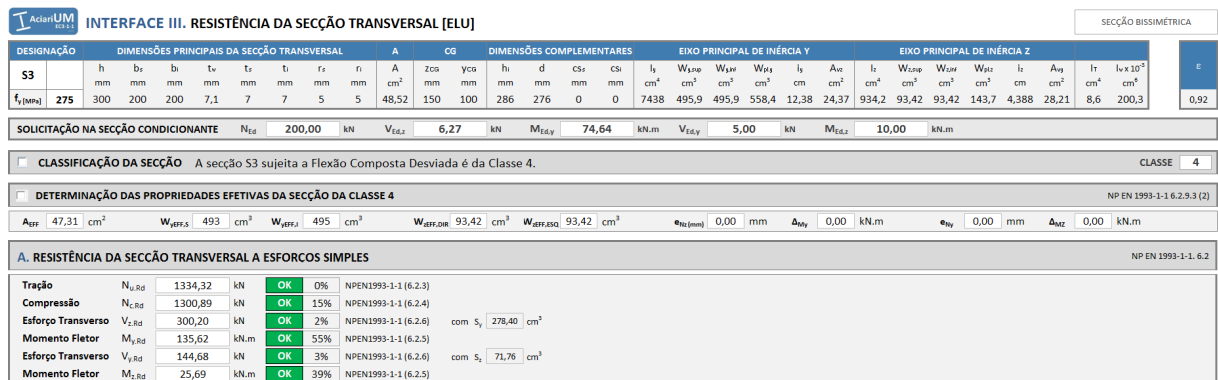 AciariUM EC3-1-1 INTERFACE III. RESISTÊNCIA DA SECÇÃO TRANSVERSAL [ELU] SECÇÃO BISSIMÉTRICA
DESIGNAÇÃO DIMENSÕES PRINCIPAIS DA SECÇÃO TRANSVERSAL A CG DIMENSÕES COMPLEMENTARES EIXO PRINCIPAL DE INÉRCIA Y EIXO PRINCIPAL DE INÉRCIA Z ε
S3 h bs bi tw ts ti rs ri A zCG yCG hi d css csi Iy Wy,sup Wy,inf Wpl,y iy Avz Iz Wz,sup Wz,inf Wpl,z iz Avy IT Iw x 10-3
mm mm mm mm mm mm mm mm cm2 mm mm mm mm mm mm cm4 cm3 cm3 cm3 cm cm2 cm4 cm3 cm3 cm3 cm cm2 cm4 cm6
fy [MPa] 275 300 200 200 7,1 7 7 5 5 48,52 150 100 286 276 0 0 7438 495,9 495,9 558,4 12,38 24,37 934,2 93,42 93,42 143,7 4,388 28,21 8,6 200,3 0,92
SOLICITAÇÃO NA SECÇÃO CONDICIONANTE NEd 200,00 kN VEd,z 6,27 kN MEd,y 74,64 kN.m VEd,y 5,00 kN MEd,z 10,00 kN.m
CLASSIFICAÇÃO DA SECÇÃO A secção S3 sujeita a Flexão Composta Desviada é da Classe 4. CLASSE 4
DETERMINAÇÃO DAS PROPRIEDADES EFETIVAS DA SECÇÃO DA CLASSE 4 NP EN 1993-1-1 6.2.9.3 (2)
AEFF 47,31 cm2 WyEFF,S 493 cm3 WyEFF,I 495 cm3 WzEFF,DIR 93,42 cm3 WzEFF,ESQ 93,42 cm3 eNz (mm) 0,00 mm ΔMy 0,00 kN.m eNy 0,00 mm ΔMZ 0,00 kN.m
A. RESISTÊNCIA DA SECÇÃO TRANSVERSAL A ESFORÇOS SIMPLES NP EN 1993-1-1. 6.2
Tração Nu.Rd 1334,32 kN OK 0% NPEN1993-1-1 (6.2.3)
Compressão Nc.Rd 1300,89 kN OK 15% NPEN1993-1-1 (6.2.4)
Esforço Transverso Vz.Rd 300,20 kN OK 2% NPEN1993-1-1 (6.2.6) com Sy 278,40 cm3
Momento Fletor My.Rd 135,62 kN.m OK 55% NPEN1993-1-1 (6.2.5)
Esforço Transverso Vy.Rd 144,68 kN OK 3% NPEN1993-1-1 (6.2.6) com Sz 71,76 cm3
Momento Fletor Mz.Rd 25,69 kN.m OK 39% NPEN1993-1-1 (6.2.5)